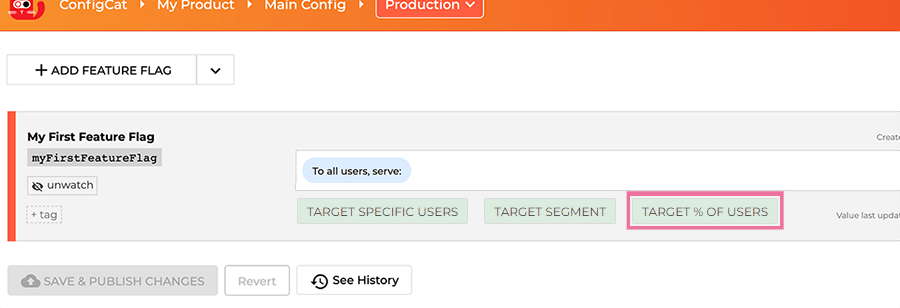 ConfigCat My Product Main Config Production
+ ADD FEATURE FLAG
My First Feature Flag
Create
myFirstFeatureFlag
To all users, serve:
unwatch
+ tag
TARGET SPECIFIC USERS TARGET SEGMENT TARGET % OF USERS
Value last upda
SAVE & PUBLISH CHANGES Revert See History